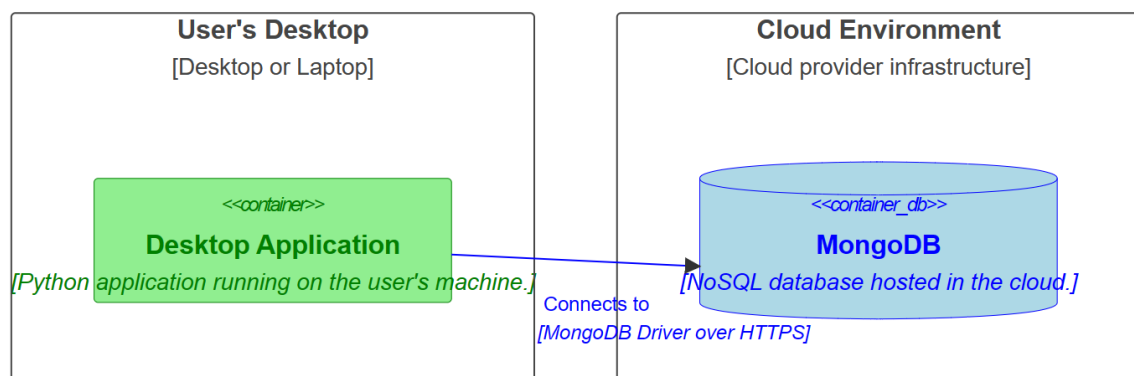 User's Desktop
[Desktop or Laptop]
<<container>>
Desktop Application
[Python application running on the user's machine.]
Connects to
[MongoDB Driver over HTTPS]
Cloud Environment
[Cloud provider infrastructure]
<<container_db>>
MongoDB
[NoSQL database hosted in the cloud.]